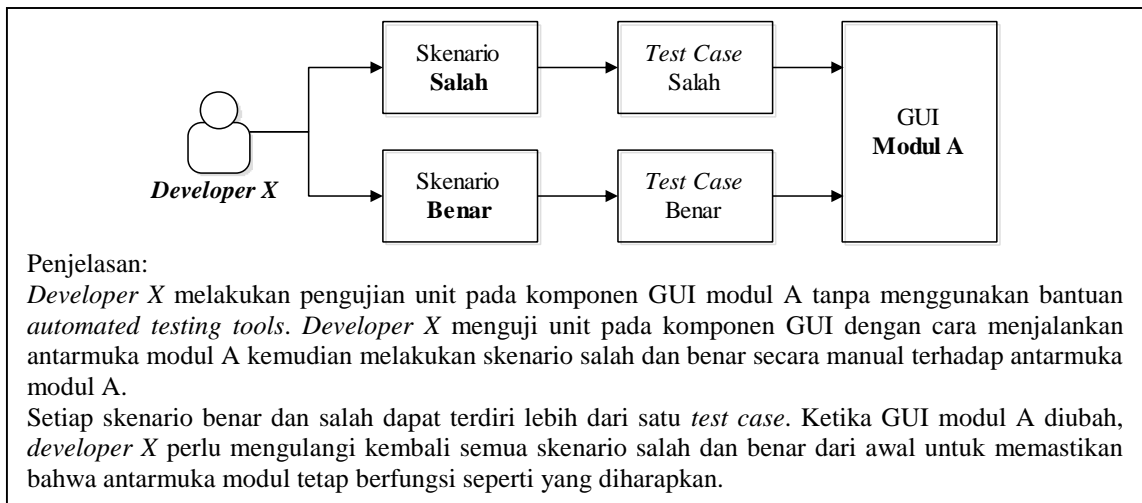 Skenario
Salah
Test Case
Salah
GUI
Modul A
Developer X
Skenario
Benar
Test Case
Benar
Penjelasan:
Developer X melakukan pengujian unit pada komponen GUI modul A tanpa menggunakan bantuan
automated testing tools. Developer X menguji unit pada komponen GUI dengan cara menjalankan
antarmuka modul A kemudian melakukan skenario salah dan benar secara manual terhadap antarmuka
modul A.
Setiap skenario benar dan salah dapat terdiri lebih dari satu test case. Ketika GUI modul A diubah,
developer X perlu mengulangi kembali semua skenario salah dan benar dari awal untuk memastikan
bahwa antarmuka modul tetap berfungsi seperti yang diharapkan.